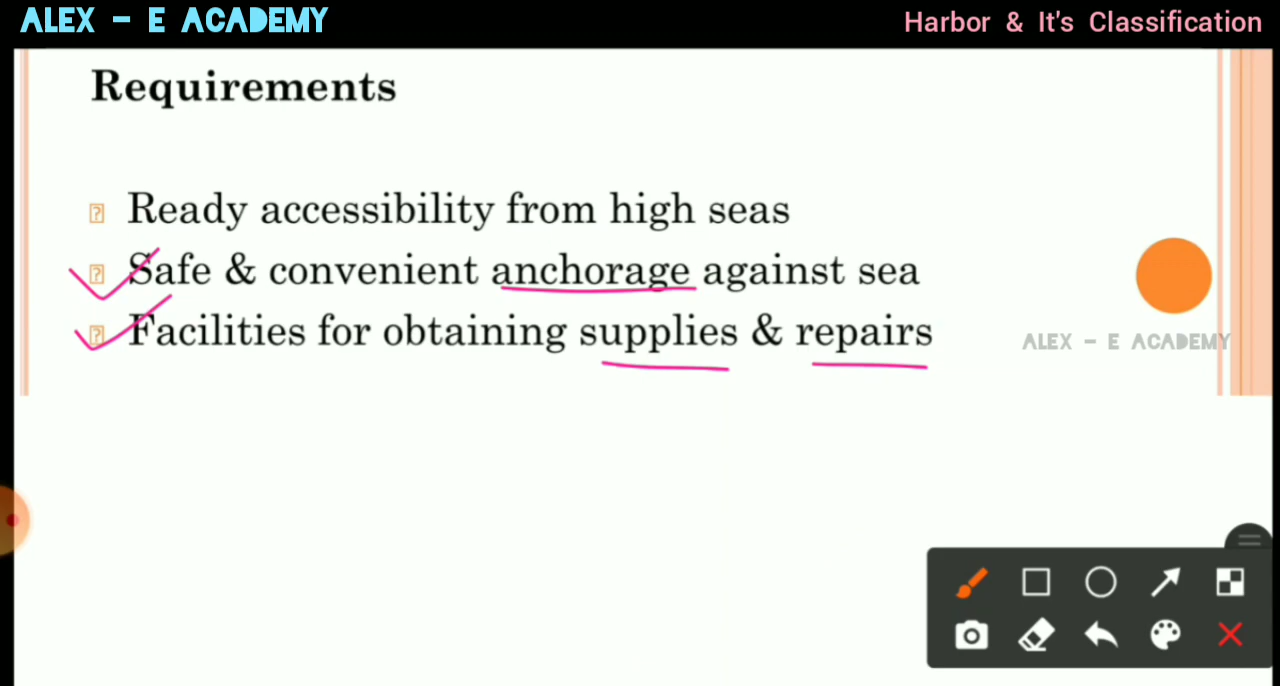 ALEX - E ACADEMY
Harbor & It's Classification
Requirements
Ready accessibility from high seas
Safe & convenient anchorage against sea
Facilities for obtaining supplies & repairs
ALEX - E ACADEMY